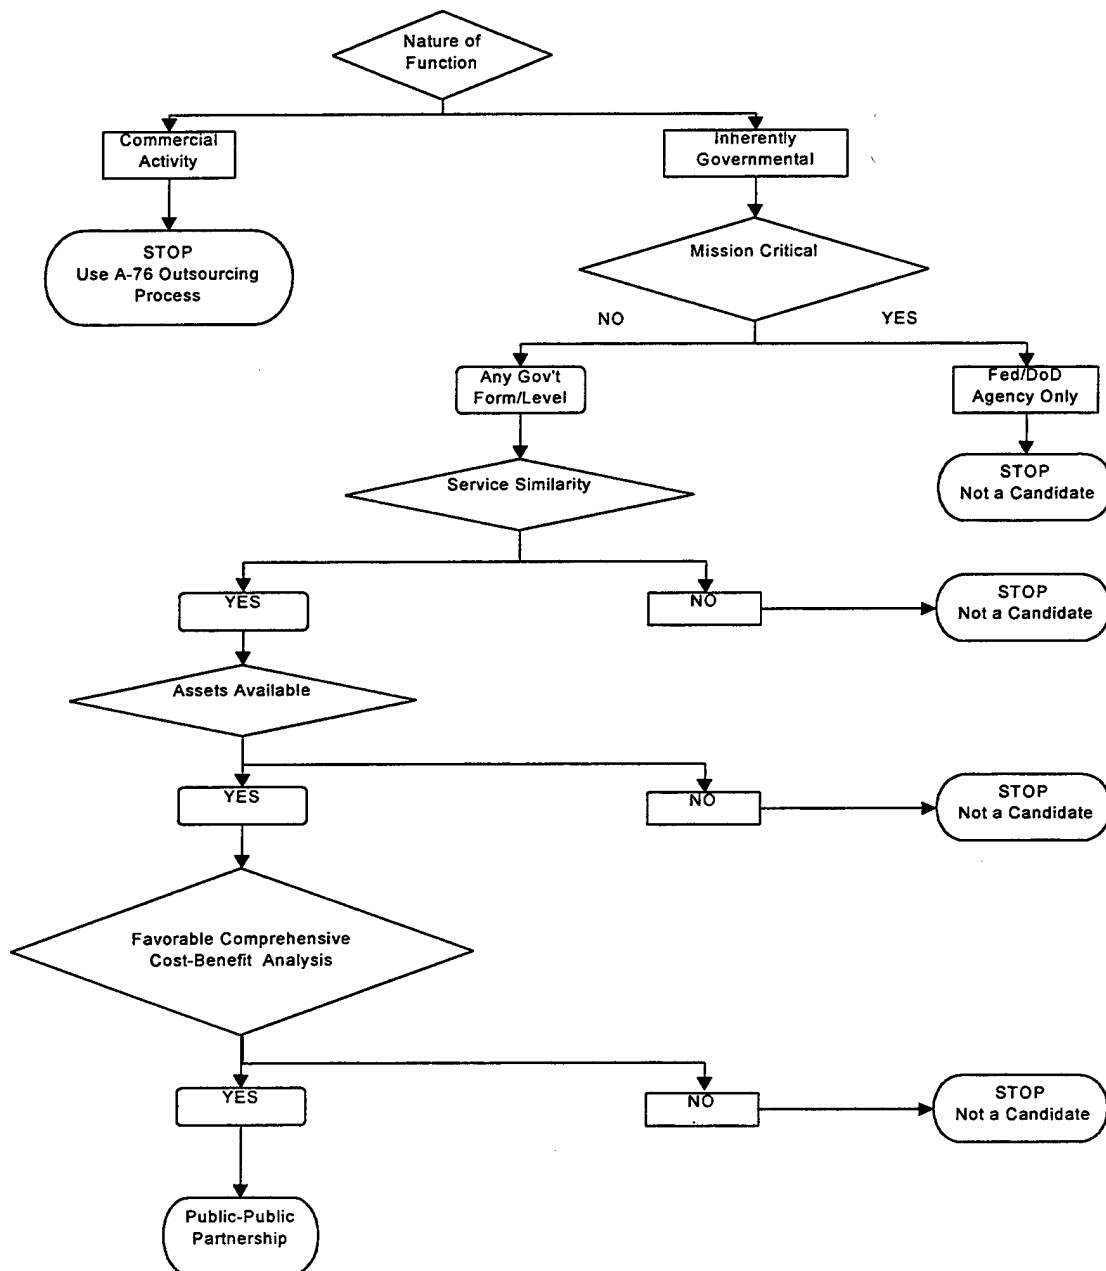 Nature of
Function
Commercial
Activity
Inherently
Governmental
STOP
Use A-76 Outsourcing
Process
Mission Critical
NO
YES
Any Gov't
Form/Level
Fed/DoD
Agency Only
Service Similarity
STOP
Not a Candidate
YES
NO
STOP
Not a Candidate
Assets Available
YES
NO
STOP
Not a Candidate
Favorable Comprehensive
Cost-Benefit Analysis
YES
NO
STOP
Not a Candidate
Public-Public
Partnership